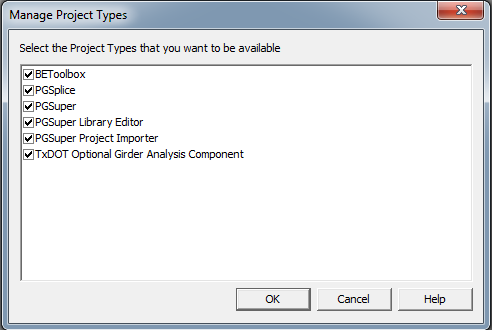 Manage Project Types
Select the Project Types that you want to be available
BEToolbox
PGSplice
PGSuper
PGSuper Library Editor
PGSuper Project Importer
TxDOT Optional Girder Analysis Component
OK Cancel Help